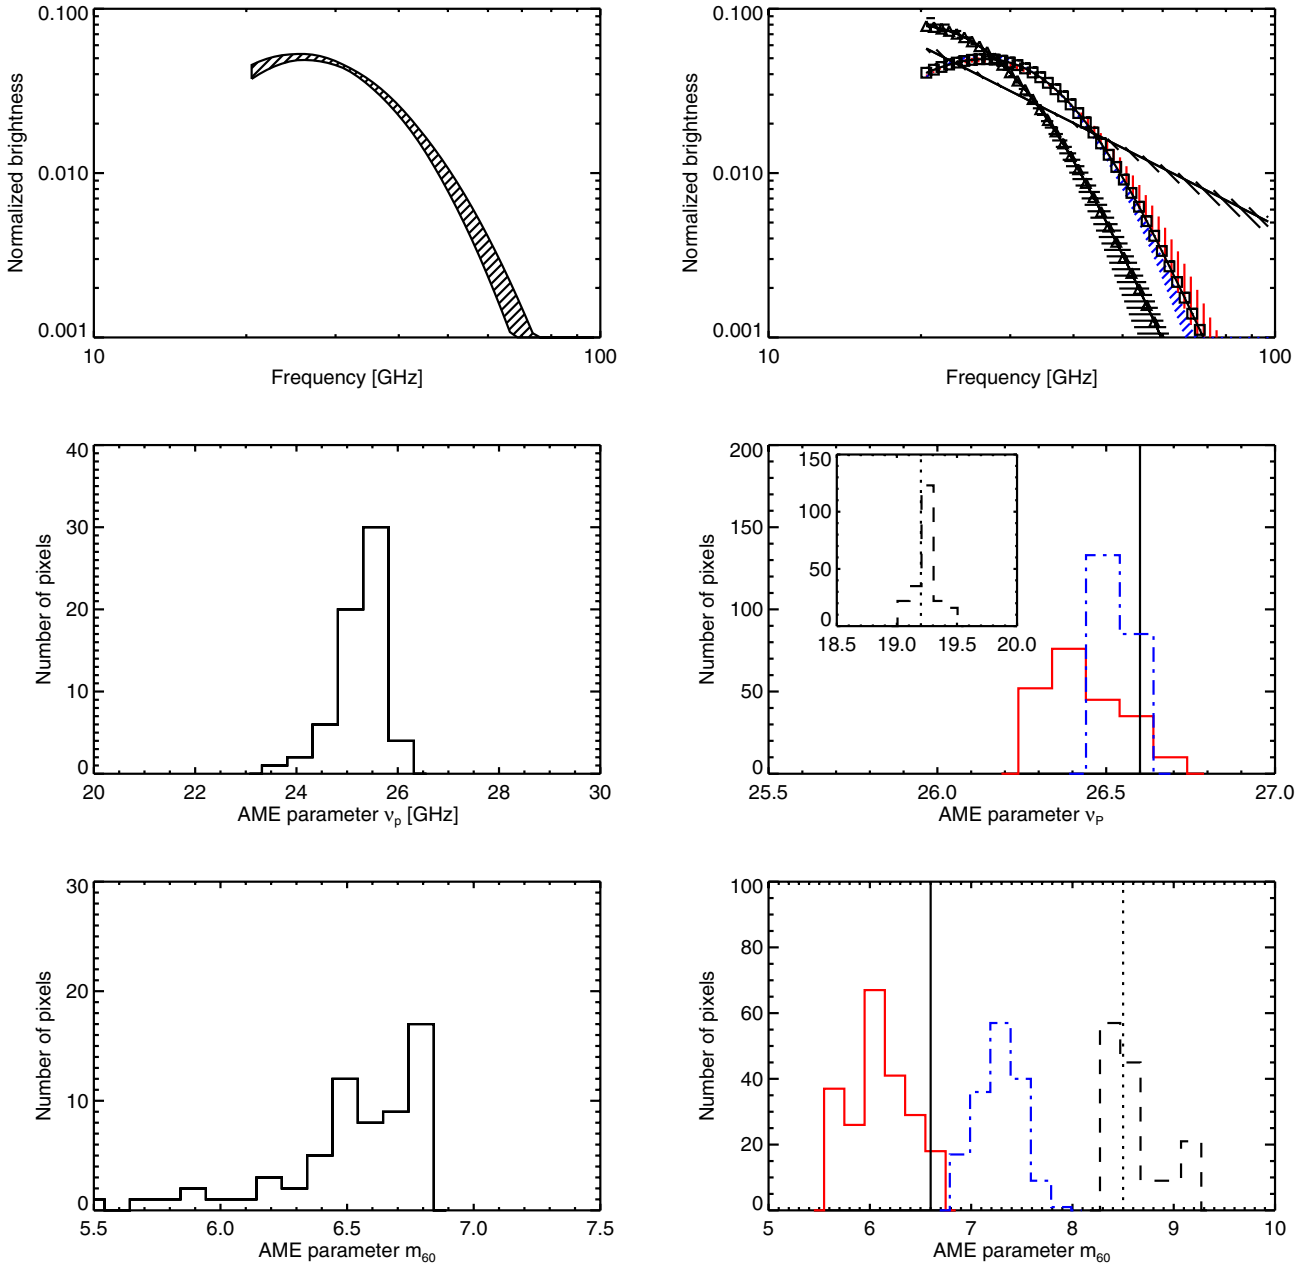 0.100
0.010
0.001
Normalized brightness
10
100
Frequency [GHz]
0.100
0.010
0.001
Normalized brightness
10
100
Frequency [GHz]
40
30
20
10
0
Number of pixels
20 22 24 26 28 30
AME parameter νp [GHz]
200
150
100
50
0
Number of pixels
150
100
50
0
18.5 19.0 19.5 20.0
25.5 26.0 26.5 27.0
AME parameter νP
30
20
10
0
Number of pixels
5.5 6.0 6.5 7.0 7.5
AME parameter m60
100
80
60
40
20
0
Number of pixels
5 6 7 8 9 10
AME parameter m60